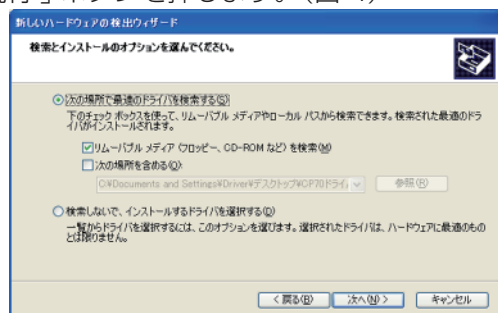 新しいハードウェアの検出ウィザード
検索とインストールのオプションを選んでください。
次の場所で最適のドライバを検索する(S)
下のチェック ボックスを使って、リムーバブル メディアやローカル パスから検索できます。検索された最適のドラ
イバがインストールされます。
リムーバブル メディア (フロッピー、CD-ROM など) を検索(M)
次の場所を含める(O):
C:¥Documents and Settings¥Driver¥デスクトップ¥CP70ドライ
参照(R)
検索しないで、インストールするドライバを選択する(D)
一覧からドライバを選択するには、このオプションを選びます。選択されたドライバは、ハードウェアに最適のもの
とは限りません。
< 戻る(B) 次へ(N) > キャンセル